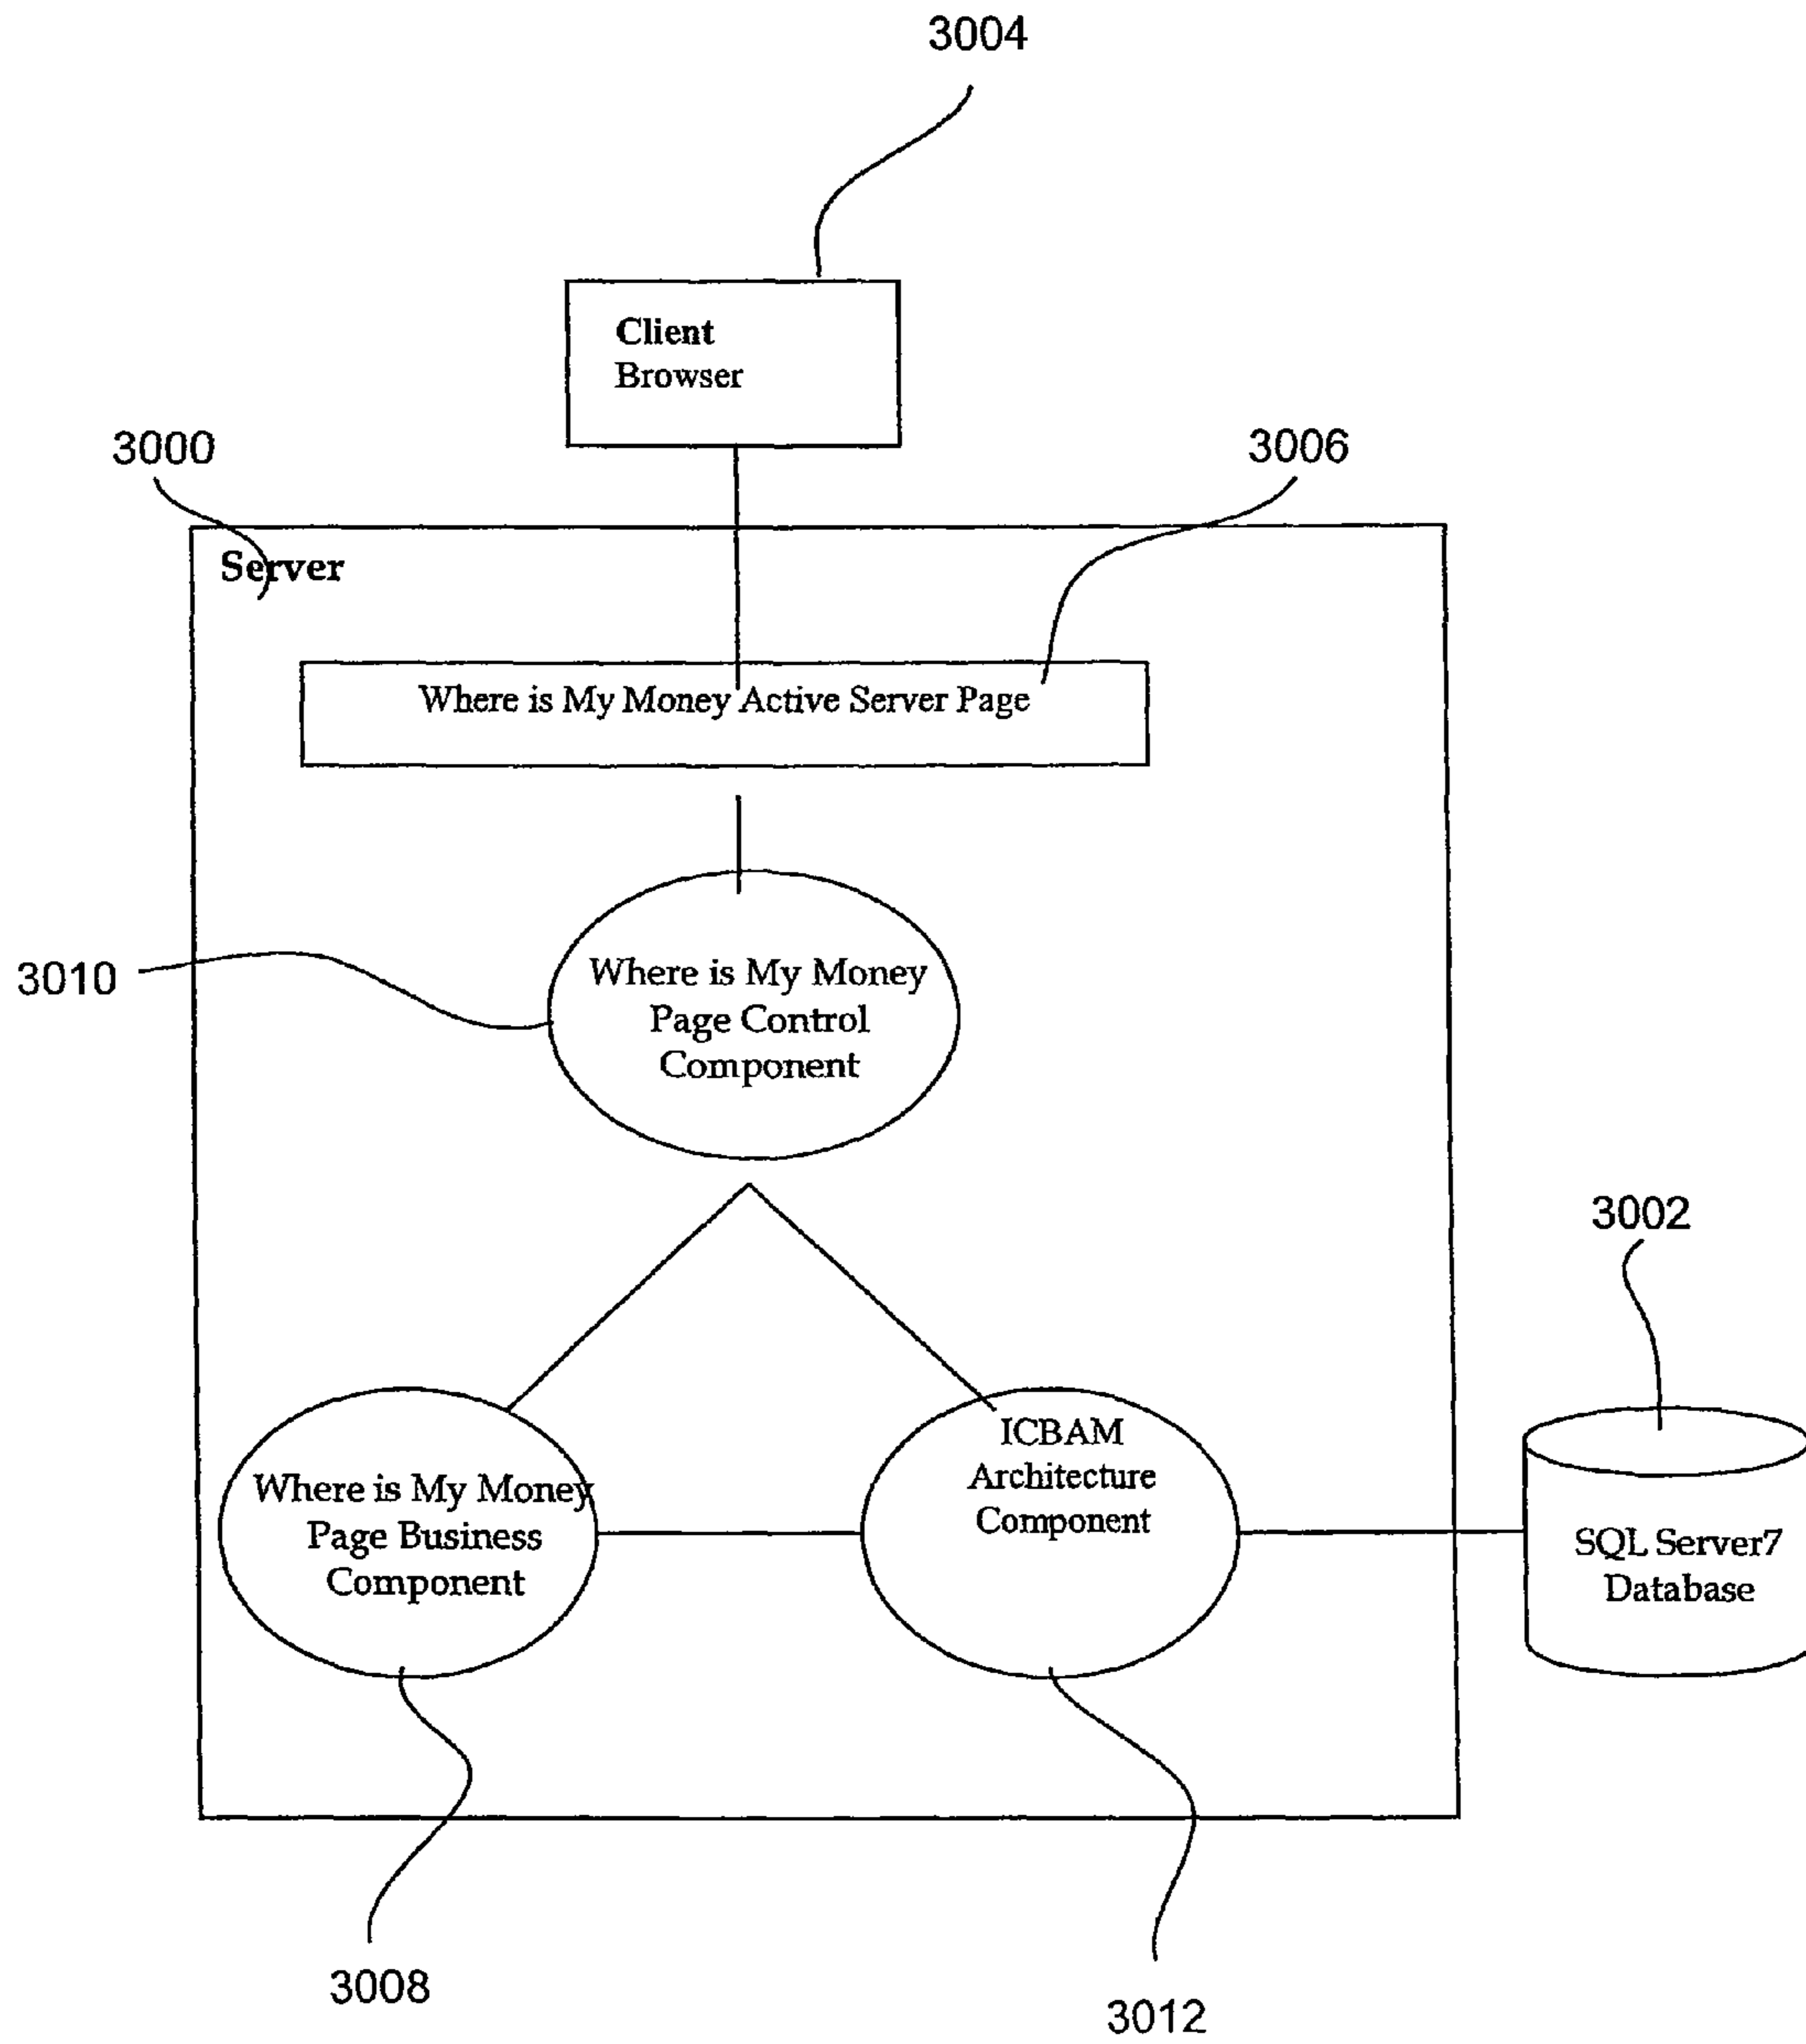 3004
Client
Browser
3000
3006
Server
Where is My Money Active Server Page
3010
Where is My Money
Page Control
Component
3002
ICBAM
Architecture
Component
Where is My Money
Page Business
Component
SQL Server7
Database
3008
3012